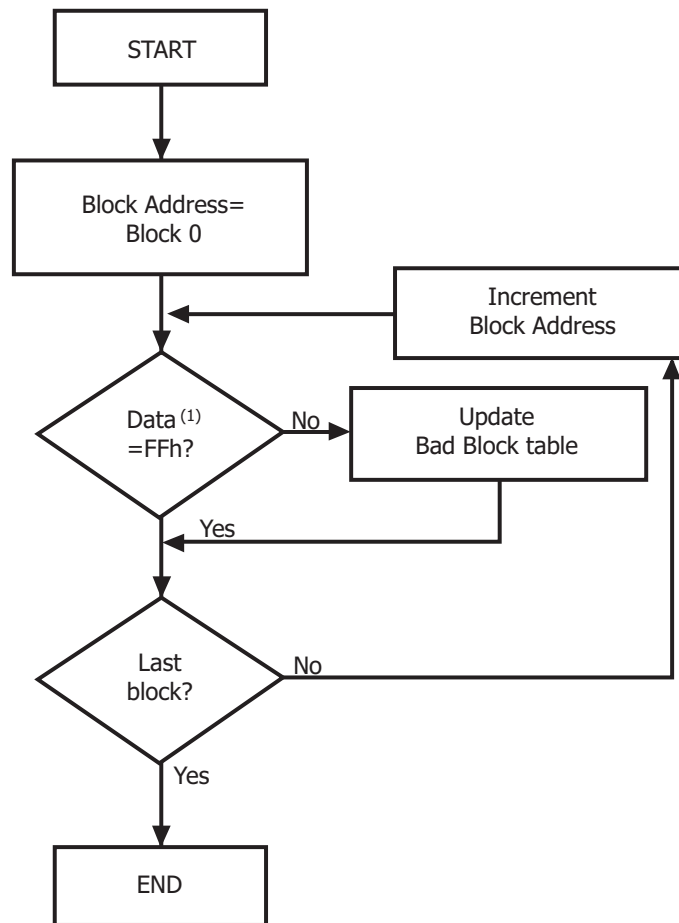 START
Block Address=
Block 0
Increment
Block Address
Data (1)
=FFh?
No
Update
Bad Block table
Yes
Last
block?
No
Yes
END